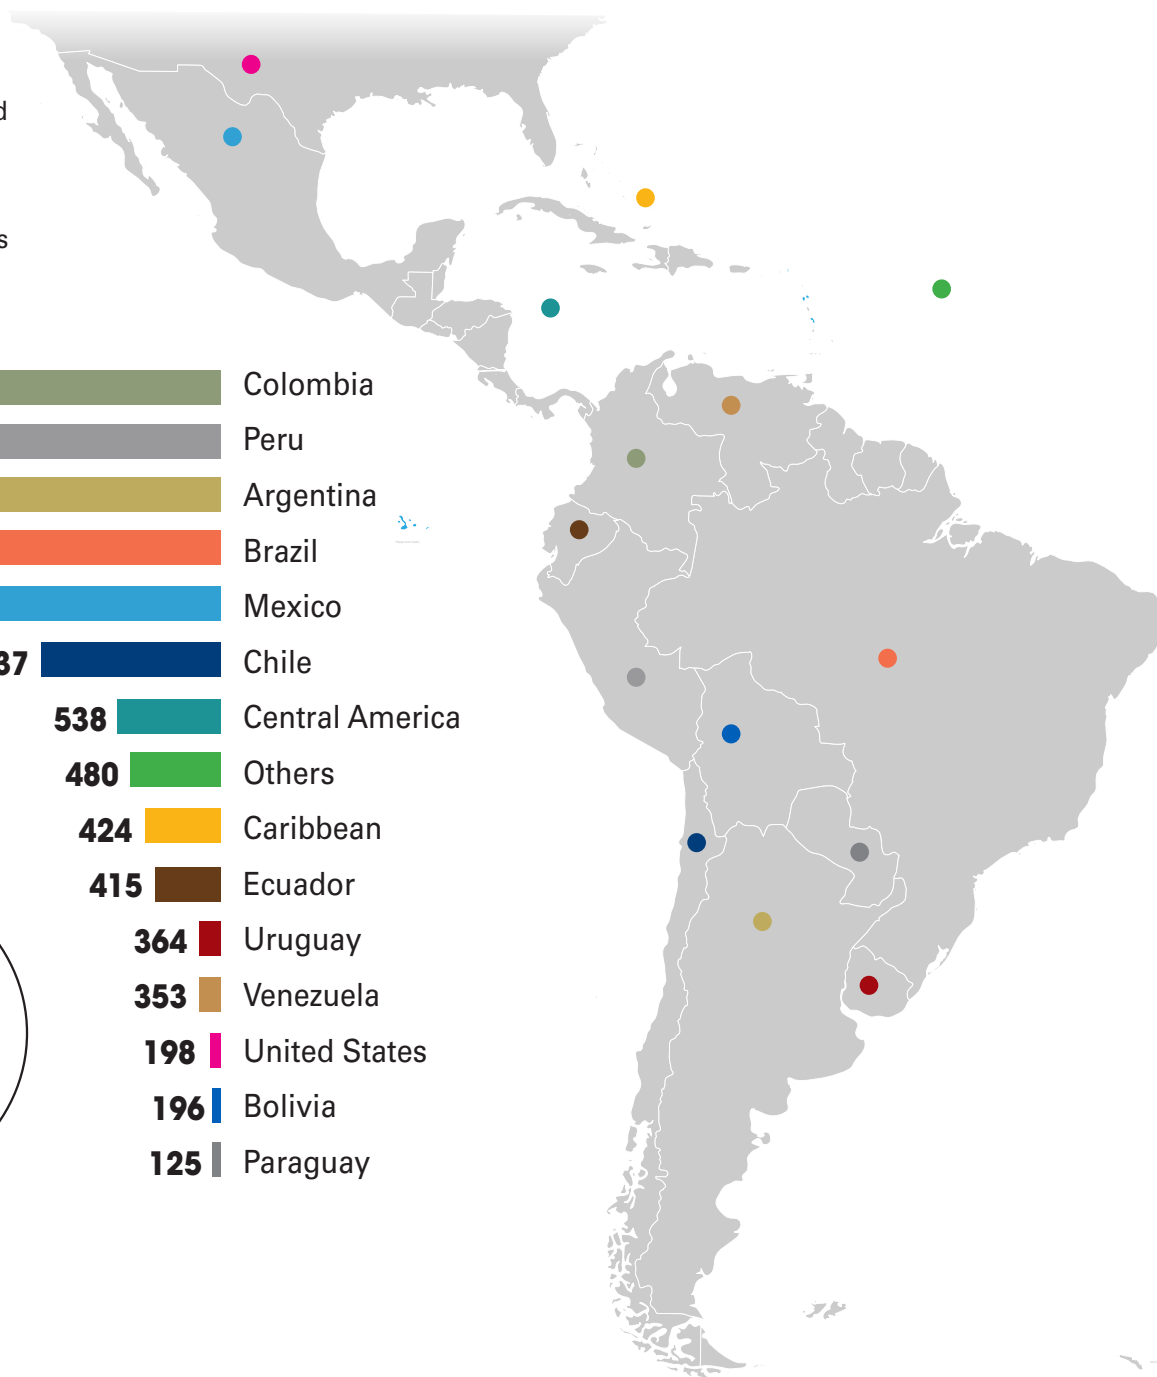 d
s
Colombia
Peru
Argentina
Brazil
Mexico
37 Chile
538 Central America
480 Others
424 Caribbean
415 Ecuador
364 Uruguay
353 Venezuela
198 United States
196 Bolivia
125 Paraguay